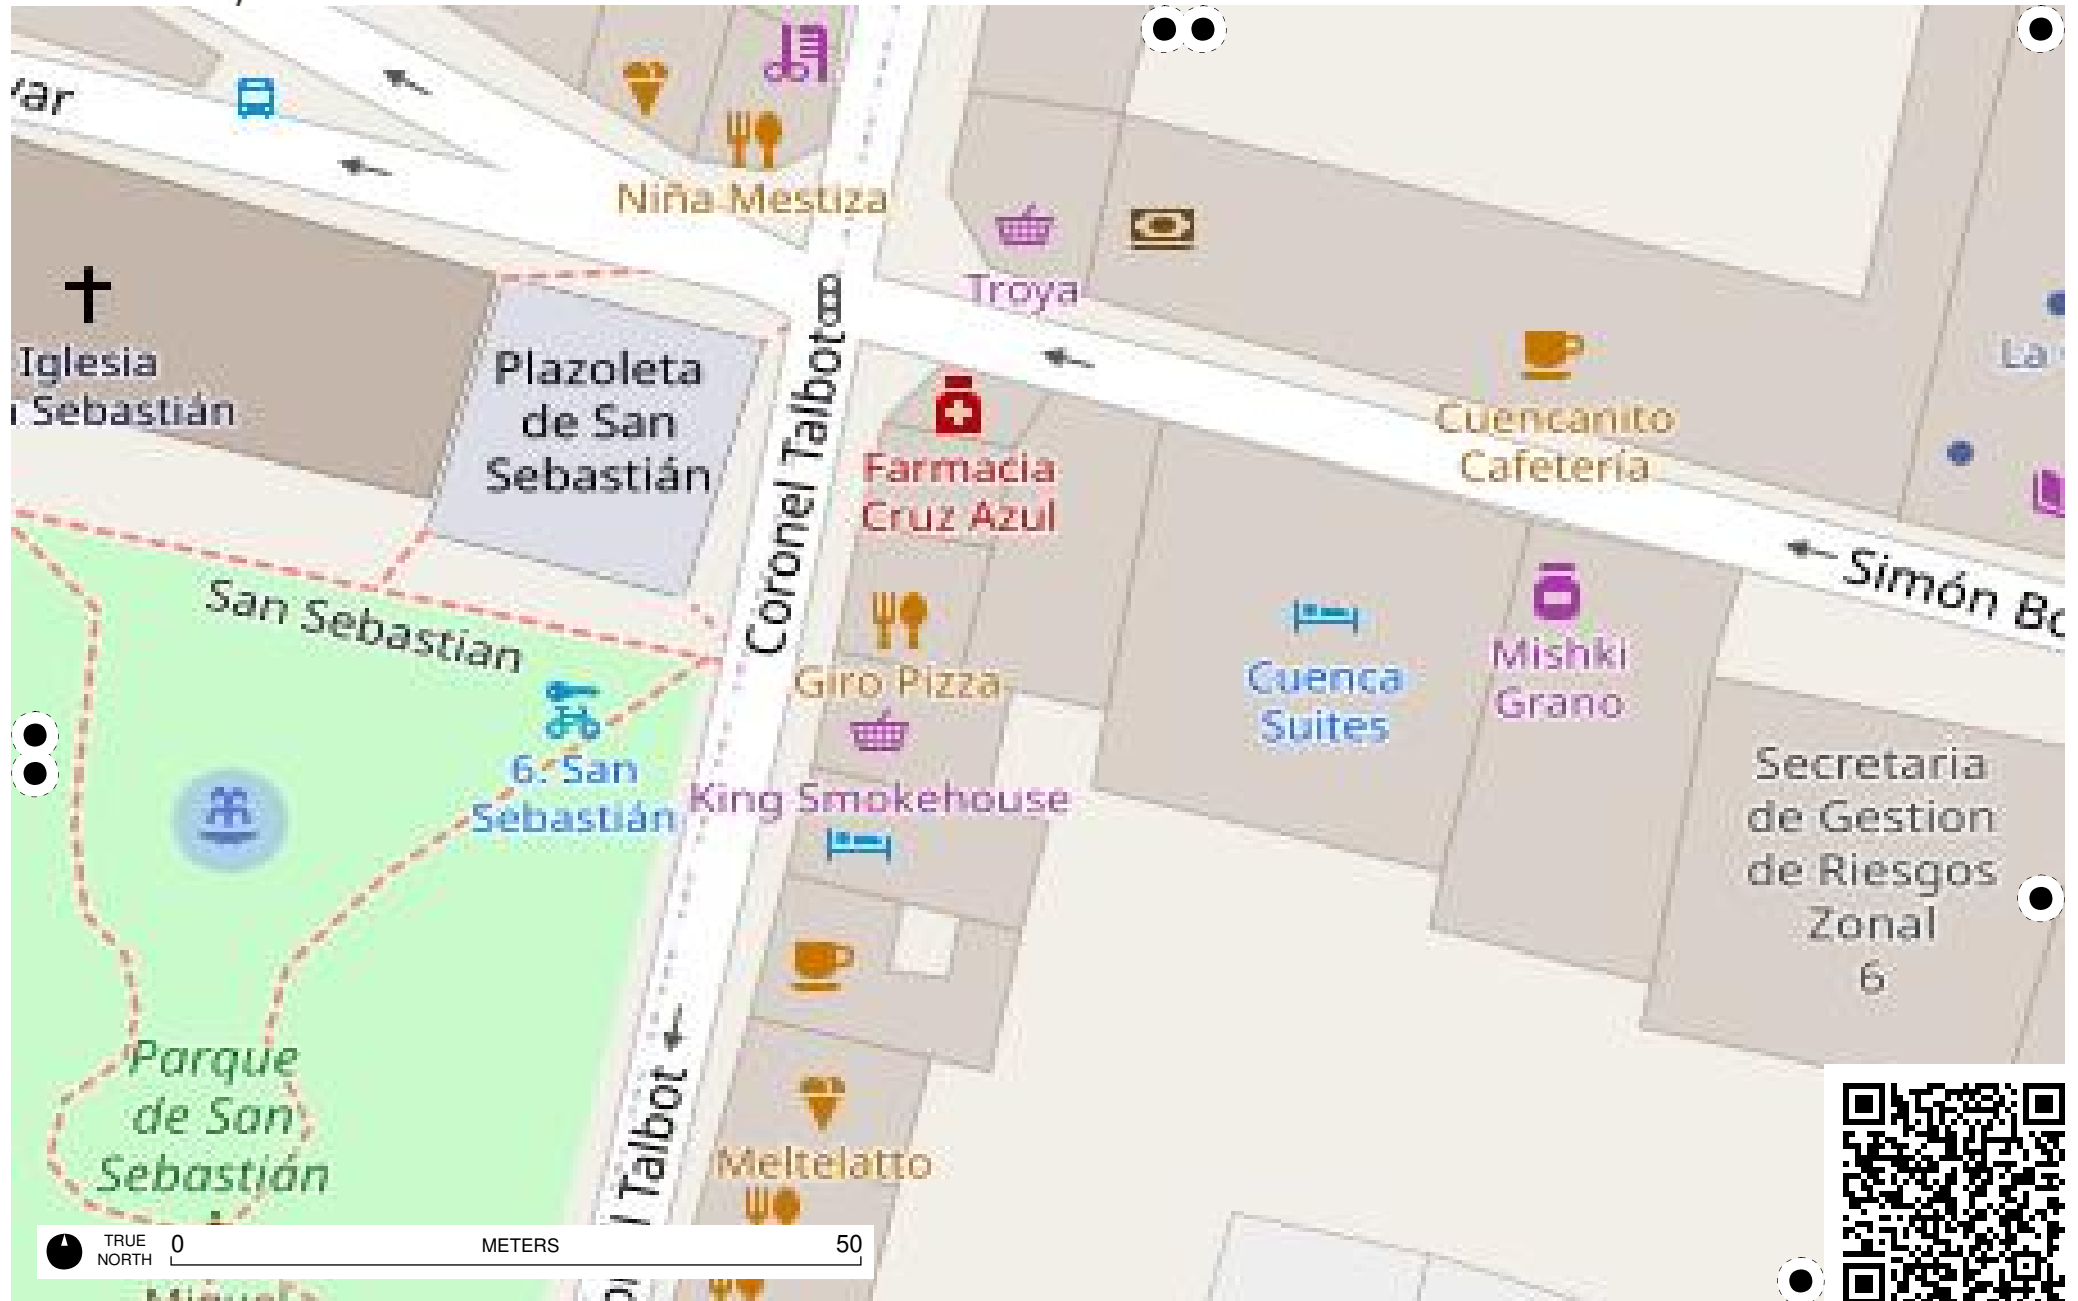 Niña Mestiza
Troya
Iglesia
Sebastián
Plazoleta
de San
Sebastián
Coronel Talbot
Farmacia
Cruz Azul
Cuencanito
Cafetería
La
Simón
San Sebastian
Giro Pizza
Cuenca
Suites
Mishki
Grano
6. San
Sebastián
King Smokehouse
Secretaria
de Gestion
de Riesgos
Zonal
6
Parque
de San
Sebastián
Talbot
Meltelatto
TRUE
NORTH
0 METERS 50